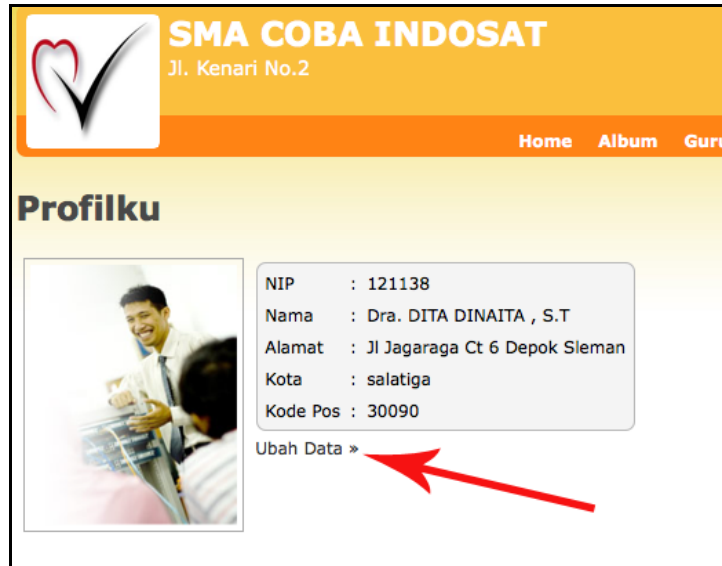 SMA COBA INDOSAT
Jl. Kenari No.2
Home Album Guru
Profilku
NIP : 121138
Nama : Dra. DITA DINAITA , S.T
Alamat : Jl Jagaraga Ct 6 Depok Sleman
Kota : salatiga
Kode Pos : 30090
Ubah Data »